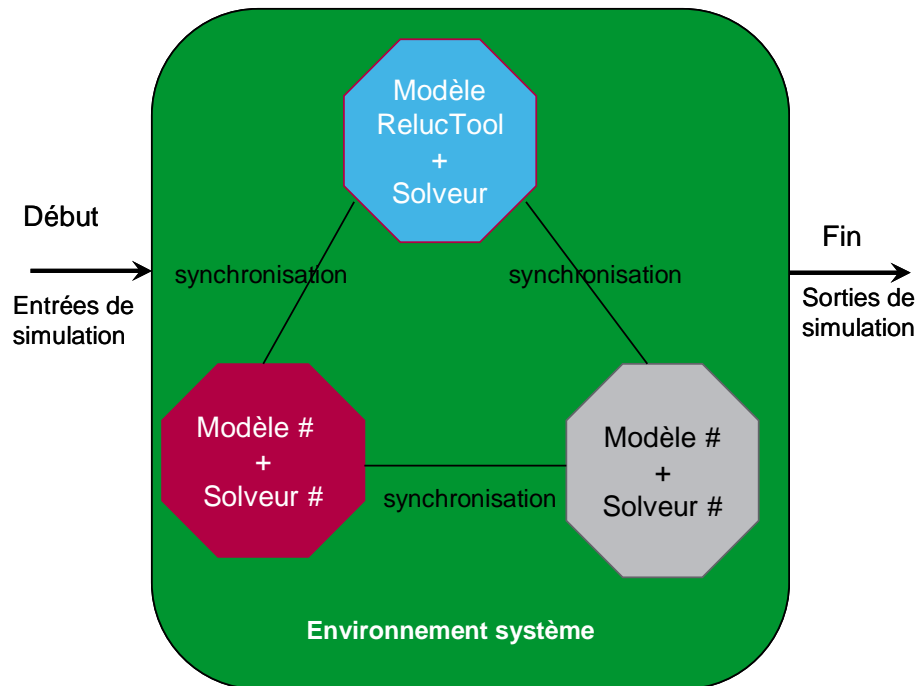 Modèle
RelucTool
+
Solveur
Début
Entrées de
simulation
synchronisation
synchronisation
Fin
Sorties de
simulation
Modèle #
+
Solveur #
synchronisation
Modèle #
+
Solveur #
Environnement système